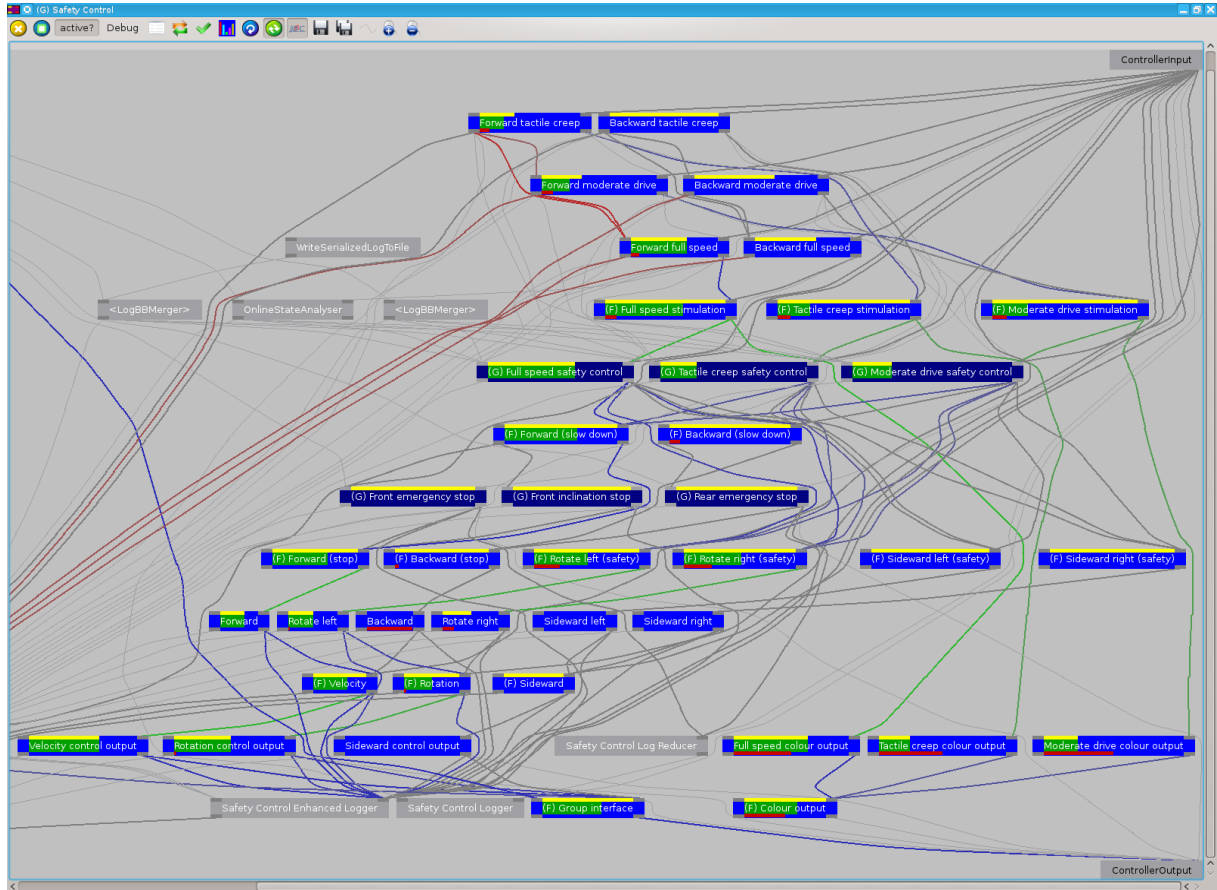 (G) Safety Control
active? Debug
ControllerInput
Forward tactile creep
Backward tactile creep
Forward moderate drive
Backward moderate drive
WriteSerializedLogToFile
Forward full speed
Backward full speed
<LogBBMerger>
OnlineStateAnalyser
<LogBBMerger>
(F) Full speed stimulation
(F) Tactile creep stimulation
(F) Moderate drive stimulation
(G) Full speed safety control
(G) Tactile creep safety control
(G) Moderate drive safety control
(F) Forward (slow down)
(F) Backward (slow down)
(G) Front emergency stop
(G) Front inclination stop
(G) Rear emergency stop
(F) Forward (stop)
(F) Backward (stop)
(F) Rotate left (safety)
(F) Rotate right (safety)
(F) Sideward left (safety)
(F) Sideward right (safety)
Forward
Rotate left
Backward
Rotate right
Sideward left
Sideward right
(F) Velocity
(F) Rotation
(F) Sideward
Velocity control output
Rotation control output
Sideward control output
Safety Control Log Reducer
Full speed colour output
Tactile creep colour output
Moderate drive colour output
Safety Control Enhanced Logger
Safety Control Logger
(F) Group interface
(F) Colour output
ControllerOutput